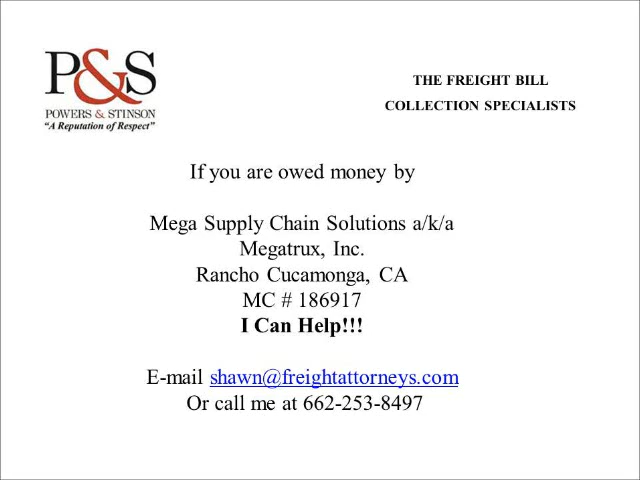 P&S
POWERS & STINSON
"A Reputation of Respect"
THE FREIGHT BILL
COLLECTION SPECIALISTS
If you are owed money by
Mega Supply Chain Solutions a/k/a
Megatrux, Inc.
Rancho Cucamonga, CA
MC # 186917
I Can Help!!!
E-mail shawn@freightattorneys.com
Or call me at 662-253-8497